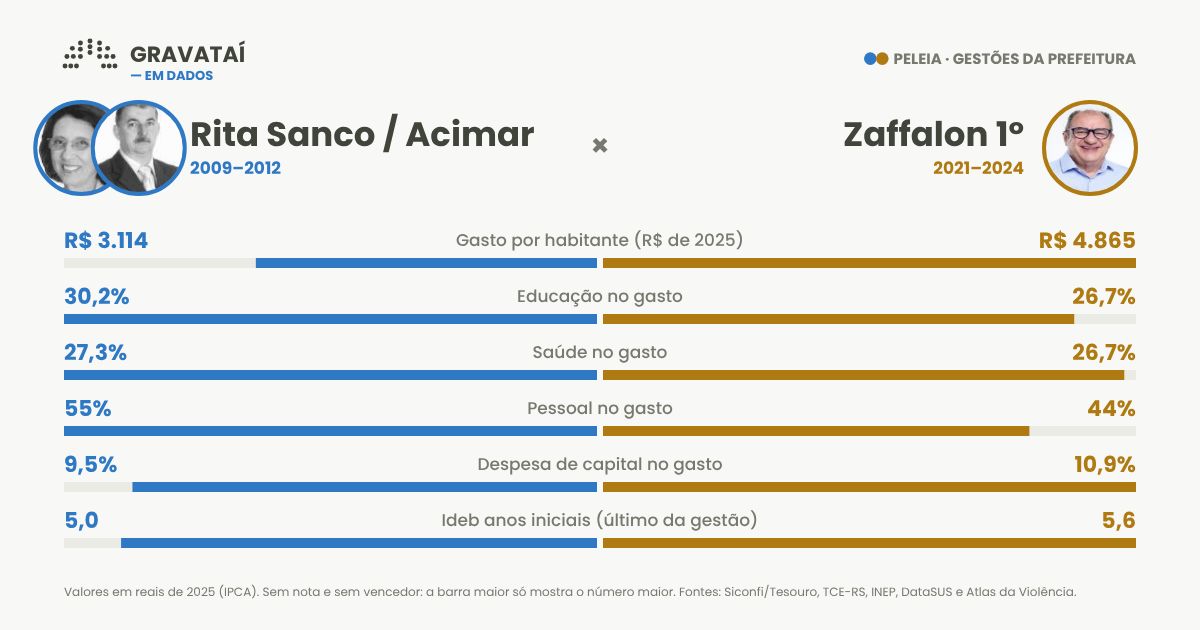 GRAVATAÍ
— EM DADOS
PELEIA · GESTÕES DA PREFEITURA
Rita Sanco / Acimar
2009–2012
×
Zaffalon 1º
2021–2024
R$ 3.114 Gasto por habitante (R$ de 2025) R$ 4.865
30,2% Educação no gasto 26,7%
27,3% Saúde no gasto 26,7%
55% Pessoal no gasto 44%
9,5% Despesa de capital no gasto 10,9%
5,0 Ideb anos iniciais (último da gestão) 5,6
Valores em reais de 2025 (IPCA). Sem nota e sem vencedor: a barra maior só mostra o número maior. Fontes: Siconfi/Tesouro, TCE-RS, INEP, DataSUS e Atlas da Violência.